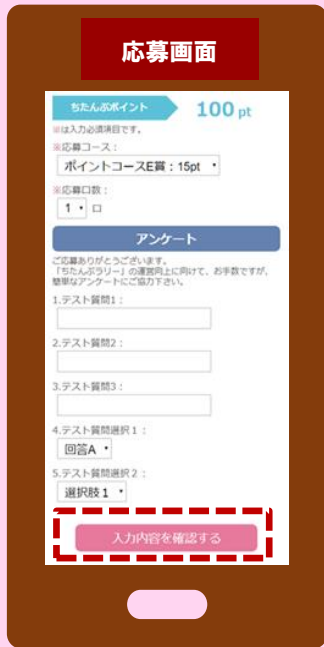 応募画面
ちたんぶポイント 100 pt
※は入力必須項目です。
※応募コース：
ポイントコースE賞：15pt
※応募口数：
1 口
アンケート
ご応募ありがとうございます。
「ちたんぶラリー」の運営向上に向けて、お手数ですが、
簡単なアンケートにご協力下さい。
1.テスト質問1：
2.テスト質問2：
3.テスト質問3：
4.テスト質問選択1：
回答A
5.テスト質問選択2：
選択肢1
入力内容を確認する